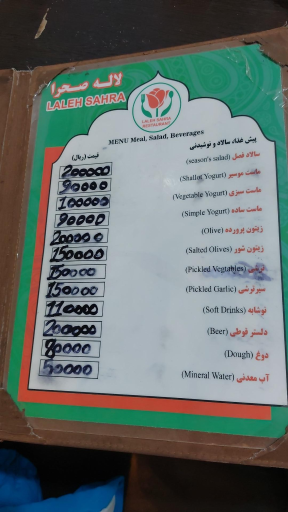 لاله صحرا
LALEH SAHRA
LALEH SAHRA
RESTAURANT
MENU Meal, Salad, Beverages
پیش غذا، سالاد و نوشیدنی
قیمت (ریال)
سالاد فصل (season's salad) 200000
ماست موسیر (Shallot Yogurt) 90000
ماست سبزی (Vegetable Yogurt) 100000
ماست ساده (Simple Yogurt) 90000
زیتون پرورده (Olive) 200000
زیتون شور (Salted Olives) 150000
ترشی (Pickled Vegtables) 150000
سیرترشی (Pickled Garlic) 150000
نوشابه (Soft Drinks) 110000
دلستر قوطی (Beer) 200000
دوغ (Dough) 80000
آب معدنی (Mineral Water) 50000